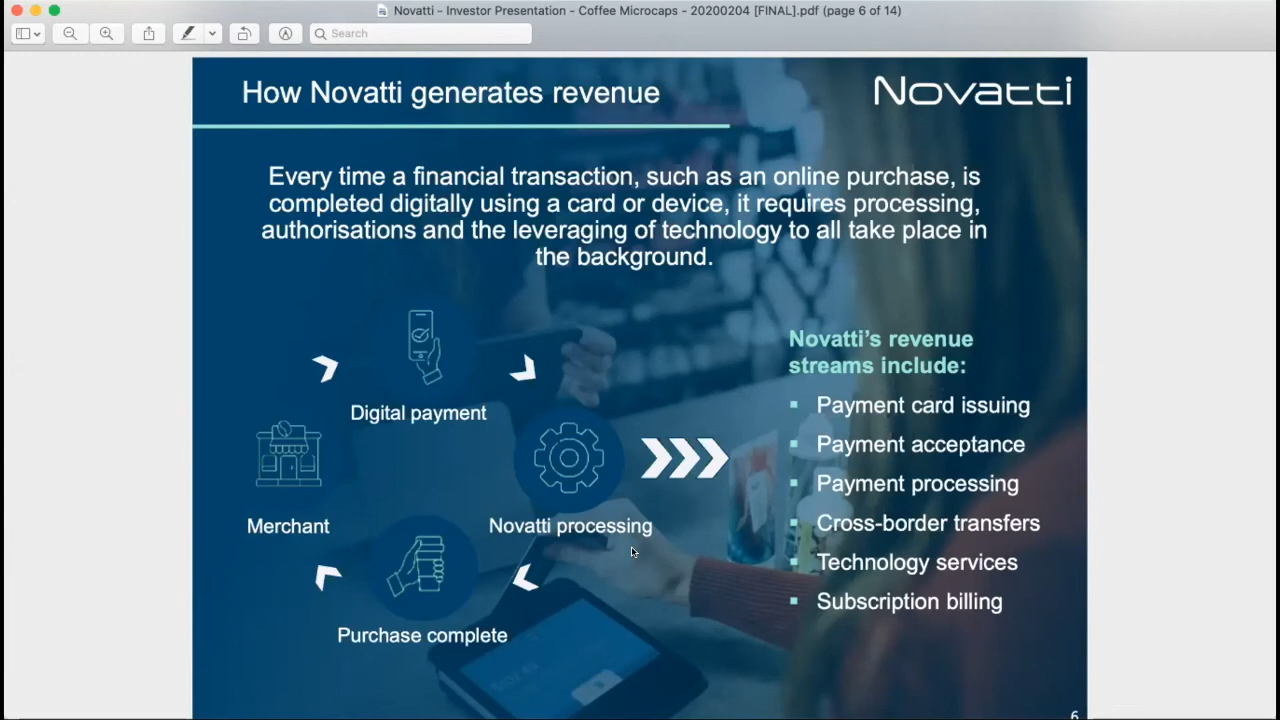 Novatti - Investor Presentation - Coffee Microcaps - 20200204 [FINAL].pdf (page 6 of 14)
Search
How Novatti generates revenue
Novatti
Every time a financial transaction, such as an online purchase, is
completed digitally using a card or device, it requires processing,
authorisations and the leveraging of technology to all take place in
the background.
Digital payment
Merchant
Novatti processing
Purchase complete
Novatti's revenue
streams include:
▪ Payment card issuing
▪ Payment acceptance
▪ Payment processing
▪ Cross-border transfers
▪ Technology services
▪ Subscription billing
6